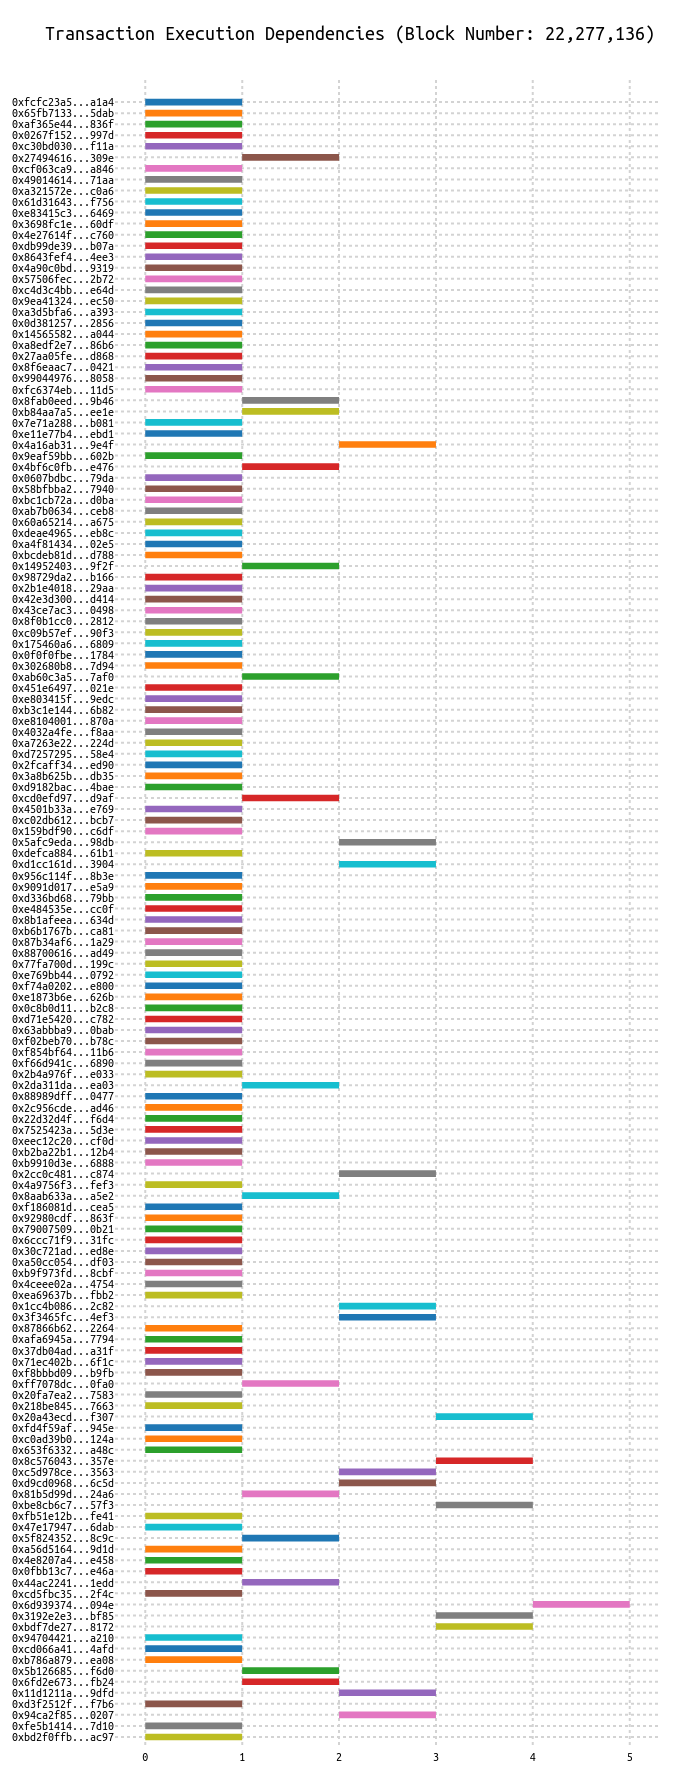 Transaction Execution Dependencies (Block Number: 22,277,136)
0xfcfc23a5...a1a4
0x65fb7133...5dab
0xaf365e44...836f
0x0267f152...997d
0xc30bd030...f11a
0x27494616...309e
0xcf063ca9...a846
0x49014614...71aa
0xa321572e...c0a6
0x61d31643...f756
0xe83415c3...6469
0x3698fc1e...60df
0x4e27614f...c760
0xdb99de39...b07a
0x8643fef4...4ee3
0x4a90c0bd...9319
0x57506fec...2b72
0xc4d3c4bb...e64d
0x9ea41324...ec50
0xa3d5bfa6...a393
0x0d381257...2856
0x14565582...a044
0xa8edf2e7...86b6
0x27aa05fe...d868
0x8f6eaac7...0421
0x99044976...8058
0xfc6374eb...11d5
0x8fab0eed...9b46
0xb84aa7a5...ee1e
0x7e71a288...b081
0xe11e77b4...ebd1
0x4a16ab31...9e4f
0x9eaf59bb...602b
0x4bf6c0fb...e476
0x0607bdbc...79da
0x58bfbba2...7940
0xbc1cb72a...d0ba
0xab7b0634...ceb8
0x60a65214...a675
0xdeae4965...eb8c
0xa4f81434...02e5
0xbcdeb81d...d788
0x14952403...9f2f
0x98729da2...b166
0x2b1e4018...29aa
0x42e3d300...d414
0x43ce7ac3...0498
0x8f0b1cc0...2812
0xc09b57ef...90f3
0x175460a6...6809
0x0f0f0fbe...1784
0x302680b8...7d94
0xab60c3a5...7af0
0x451e6497...021e
0xe803415f...9edc
0xb3c1e144...6b82
0xe8104001...870a
0x4032a4fe...f8aa
0xa7263e22...224d
0xd7257295...58e4
0x2fcaff34...ed90
0x3a8b625b...db35
0xd9182bac...4bae
0xcd0efd97...d9af
0x4501b33a...e769
0xc02db612...bcb7
0x159bdf90...c6df
0x5afc9eda...98db
0xdefca884...61b1
0xd1cc161d...3904
0x956c114f...8b3e
0x9091d017...e5a9
0xd336bd68...79bb
0xe484535e...cc0f
0x8b1afeea...634d
0xb6b1767b...ca81
0x87b34af6...1a29
0x88700616...ad49
0x77fa700d...199c
0xe769bb44...0792
0xf74a0202...e800
0xe1873b6e...626b
0x0c8b0d11...b2c8
0xd71e5420...c782
0x63abbba9...0bab
0xf02beb70...b78c
0xf854bf64...11b6
0xf66d941c...6890
0x2b4a976f...e033
0x2da311da...ea03
0x88989dff...0477
0x2c956cde...ad46
0x22d32d4f...f6d4
0x7525423a...5d3e
0xeec12c20...cf0d
0xb2ba22b1...12b4
0xb9910d3e...6888
0x2cc0c481...c874
0x4a9756f3...fef3
0x8aab633a...a5e2
0xf186081d...cea5
0x92980cdf...863f
0x79007509...0b21
0x6ccc71f9...31fc
0x30c721ad...ed8e
0xa50cc054...df03
0xb9f973fd...8cbf
0x4ceee02a...4754
0xea69637b...fbb2
0x1cc4b086...2c82
0x3f3465fc...4ef3
0x87866b62...2264
0xafa6945a...7794
0x37db04ad...a31f
0x71ec402b...6f1c
0xf8bbbd09...b9fb
0xff7078dc...0fa0
0x20fa7ea2...7583
0x218be845...7663
0x20a43ecd...f307
0xfd4f59af...945e
0xc0ad39b0...124a
0x653f6332...a48c
0x8c576043...357e
0xc5d978ce...3563
0xd9cd0968...6c5d
0x81b5d99d...24a6
0xbe8cb6c7...57f3
0xfb51e12b...fe41
0x47e17947...6dab
0x5f824352...8c9c
0xa56d5164...9d1d
0x4e8207a4...e458
0x0fbb13c7...e46a
0x44ac2241...1edd
0xcd5fbc35...2f4c
0x6d939374...094e
0x3192e2e3...bf85
0xbdf7de27...8172
0x94704421...a210
0xcd066a41...4afd
0xb786a879...ea08
0x5b126685...f6d0
0x6fd2e673...fb24
0x11d1211a...9dfd
0xd3f2512f...f7b6
0x94ca2f85...0207
0xfe5b1414...7d10
0xbd2f0ffb...ac97
0 1 2 3 4 5